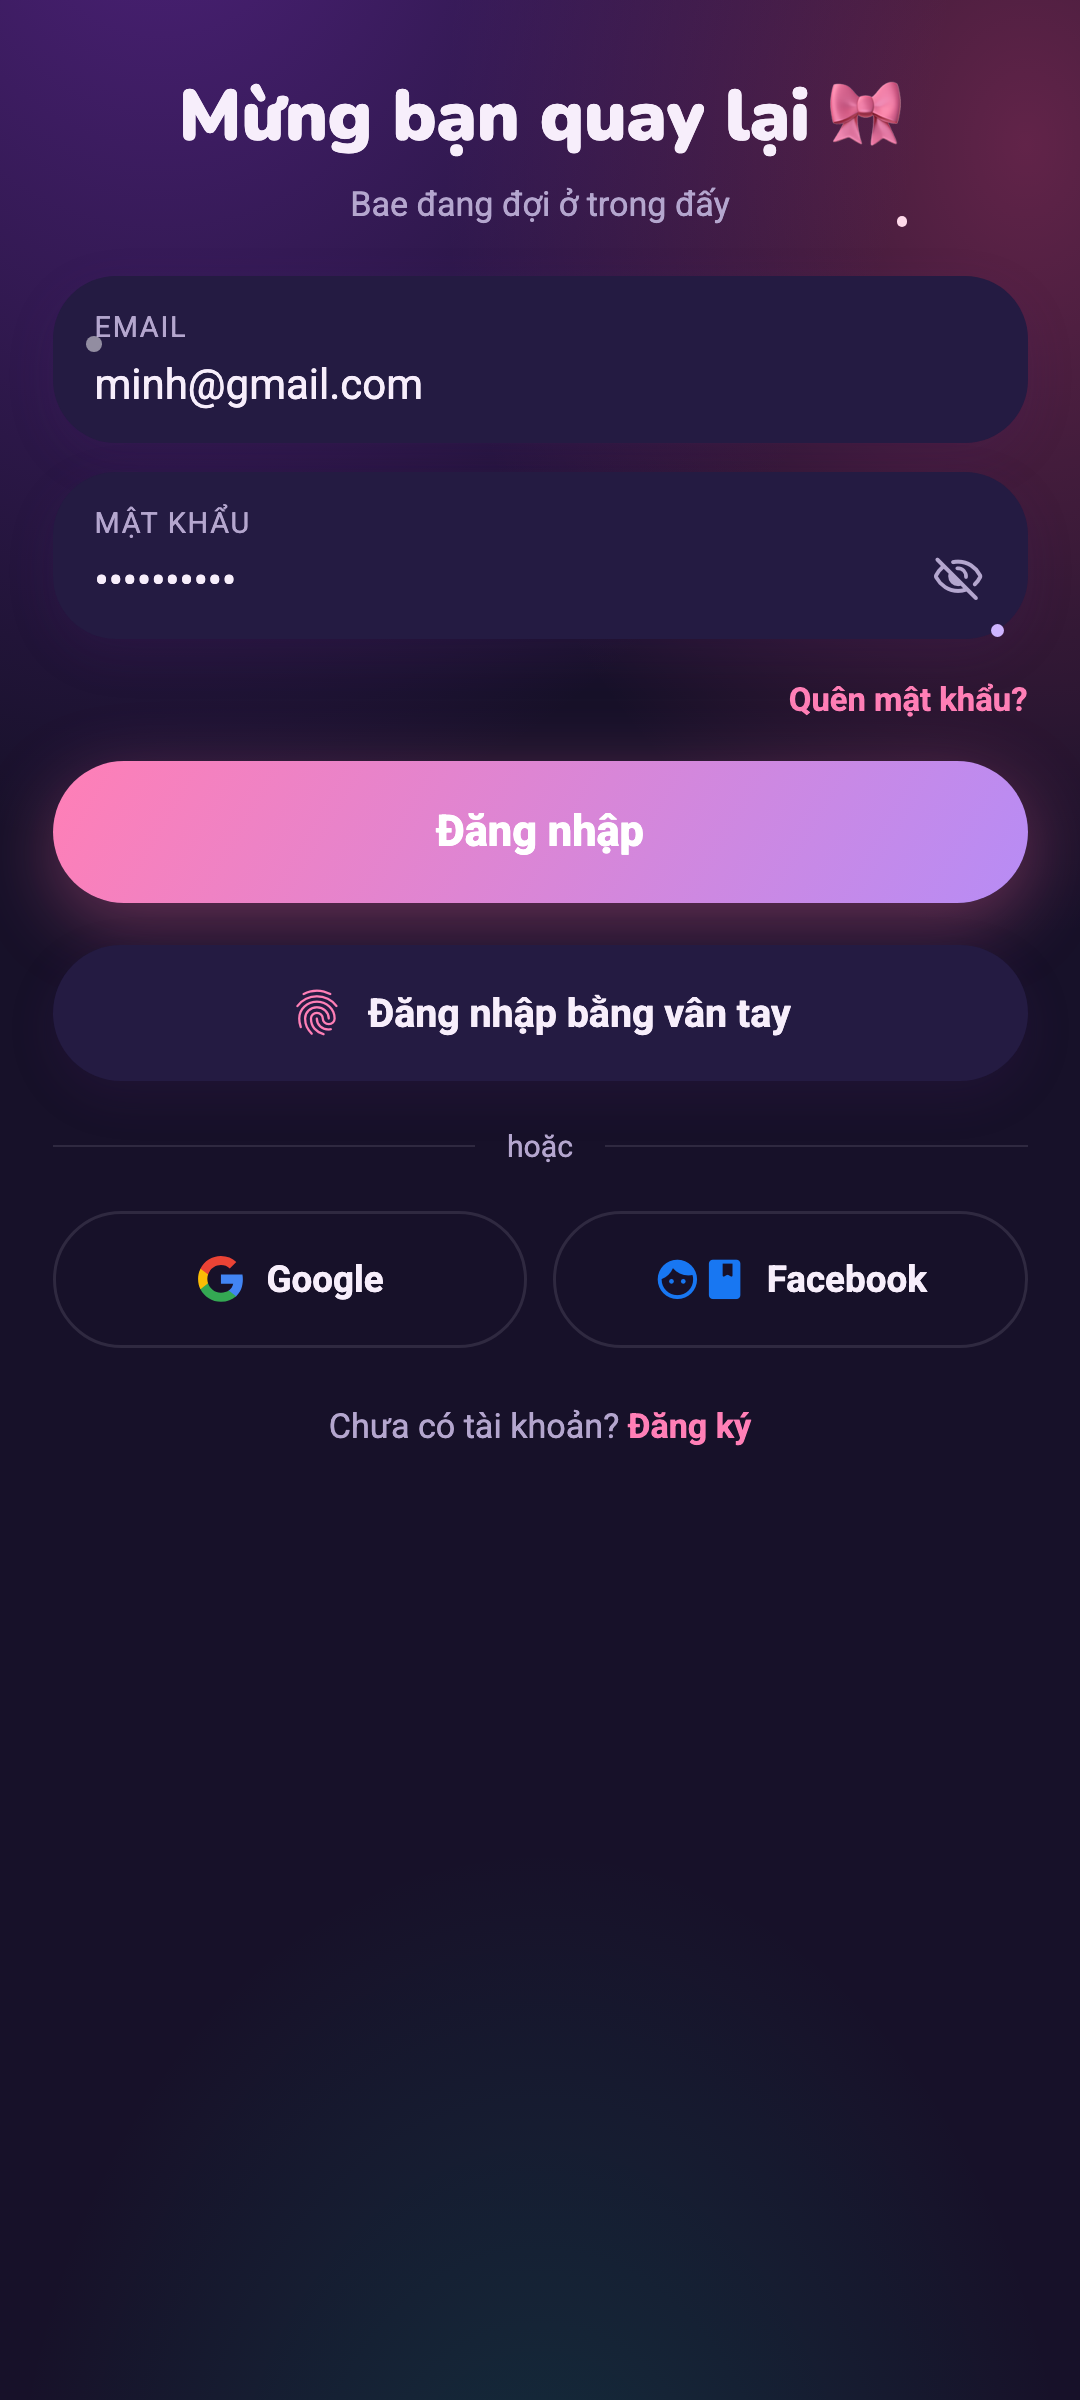 Mừng bạn quay lại 🎀
Bae đang đợi ở trong đấy
EMAIL
minh@gmail.com
MẬT KHẨU
••••••••••
Quên mật khẩu?
Đăng nhập
Đăng nhập bằng vân tay
hoặc
Google
Facebook
Chưa có tài khoản? Đăng ký